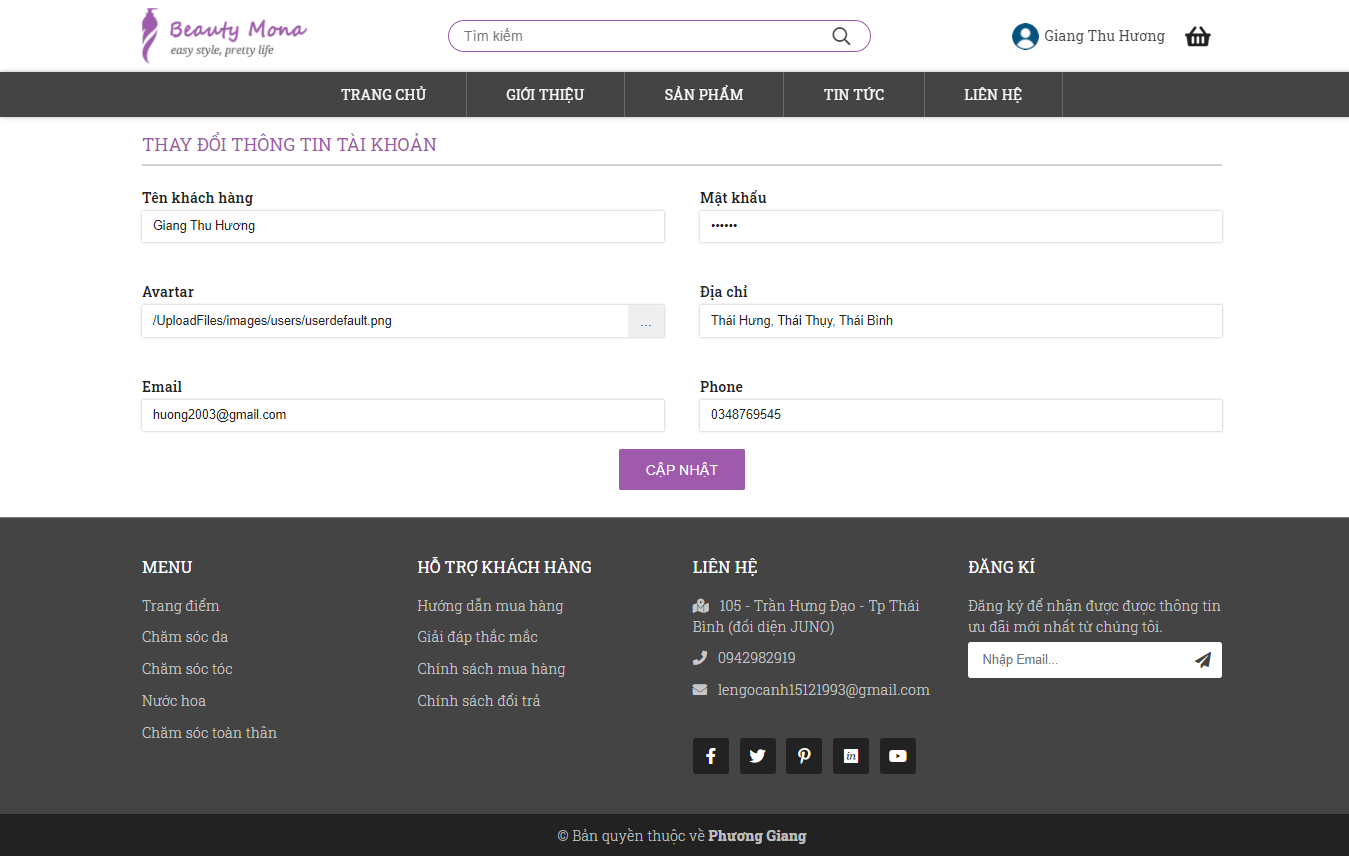 Beauty Mona
easy style, pretty life
Tìm kiếm
Giang Thu Hương
TRANG CHỦ
GIỚI THIỆU
SẢN PHẨM
TIN TỨC
LIÊN HỆ
THAY ĐỔI THÔNG TIN TÀI KHOẢN
Tên khách hàng
Giang Thu Hương
Mật khẩu
••••••
Avartar
/UploadFiles/images/users/userdefault.png
...
Địa chỉ
Thái Hưng, Thái Thụy, Thái Bình
Email
huong2003@gmail.com
Phone
0348769545
CẬP NHẬT
MENU
Trang điểm
Chăm sóc da
Chăm sóc tóc
Nước hoa
Chăm sóc toàn thân
HỖ TRỢ KHÁCH HÀNG
Hướng dẫn mua hàng
Giải đáp thắc mắc
Chính sách mua hàng
Chính sách đổi trả
LIÊN HỆ
105 - Trần Hưng Đạo - Tp Thái
Bình (đối diện JUNO)
0942982919
lengocanh15121993@gmail.com
ĐĂNG KÍ
Đăng ký để nhận được được thông tin
ưu đãi mới nhất từ chúng tôi.
Nhập Email...
© Bản quyền thuộc về Phương Giang